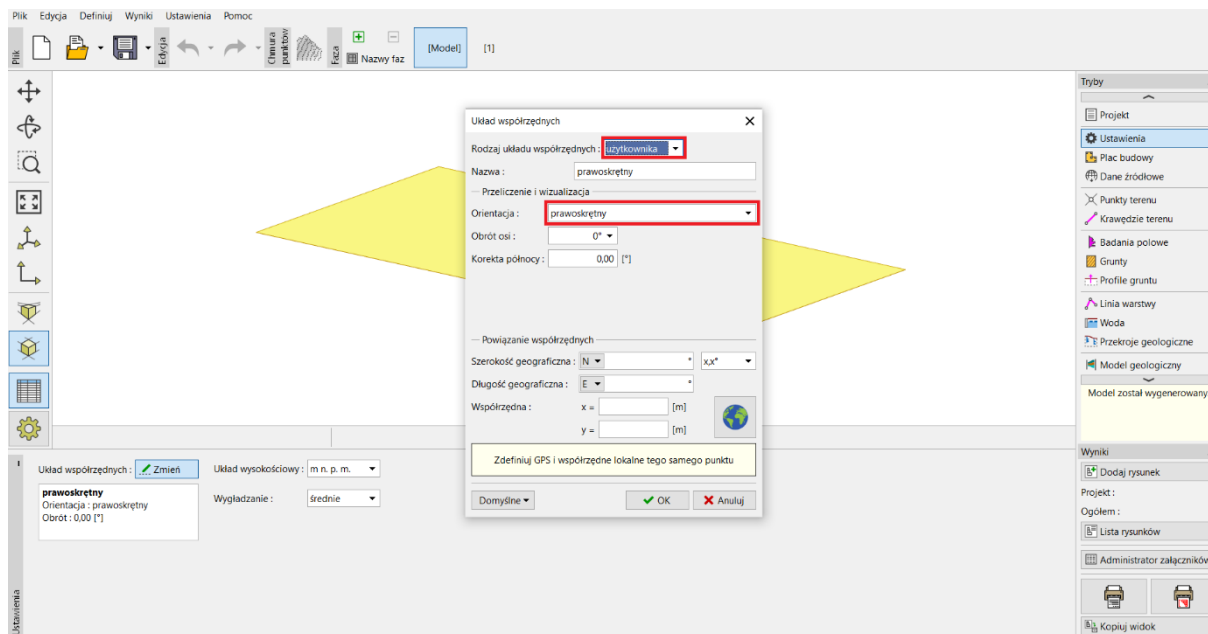 Plik Edycja Definiuj Wyniki Ustawienia Pomoc
Plik
Edycja
Chmura punktów
Faza
Nazwy faz
[Model] [1]
Układ współrzędnych
Rodzaj układu współrzędnych : użytkownika
Nazwa : prawoskrętny
Przeliczenie i wizualizacja
Orientacja : prawoskrętny
Obrót osi : 0°
Korekta północy : 0,00 [°]
Powiązanie współrzędnych
Szerokość geograficzna : N ° x,x°
Długość geograficzna : E °
Współrzędna : x = [m]
y = [m]
Zdefiniuj GPS i współrzędne lokalne tego samego punktu
Domyślne OK Anuluj
Tryby
Projekt
Ustawienia
Plac budowy
Dane źródłowe
Punkty terenu
Krawędzie terenu
Badania polowe
Grunty
Profile gruntu
Linia warstwy
Woda
Przekroje geologiczne
Model geologiczny
Model został wygenerowany
Wyniki
Dodaj rysunek
Projekt :
Ogółem :
Lista rysunków
Administrator załączników
Kopiuj widok
Układ współrzędnych : Zmień Układ wysokościowy : m n. p. m.
prawoskrętny
Orientacja : prawoskrętny
Obrót : 0,00 [°]
Wygładzanie : średnie
Ustawienia